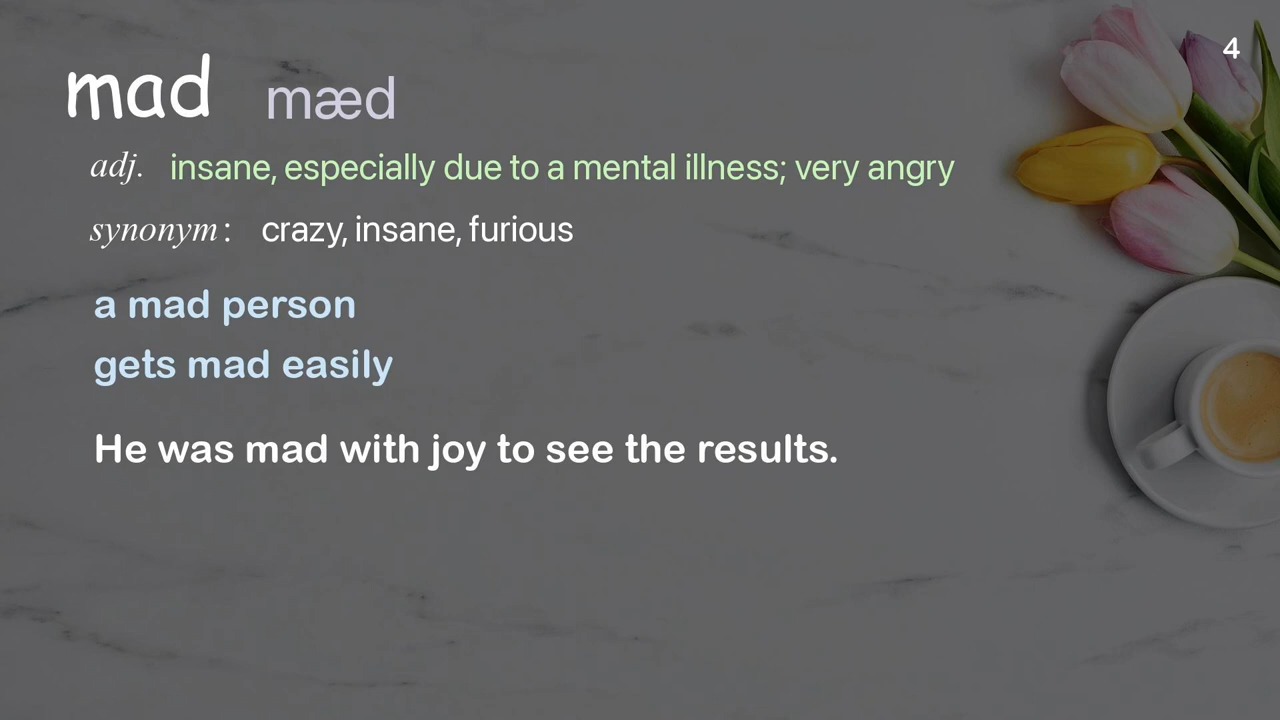 4
mad mæd
adj. insane, especially due to a mental illness; very angry
synonym: crazy, insane, furious
a mad person
gets mad easily
He was mad with joy to see the results.